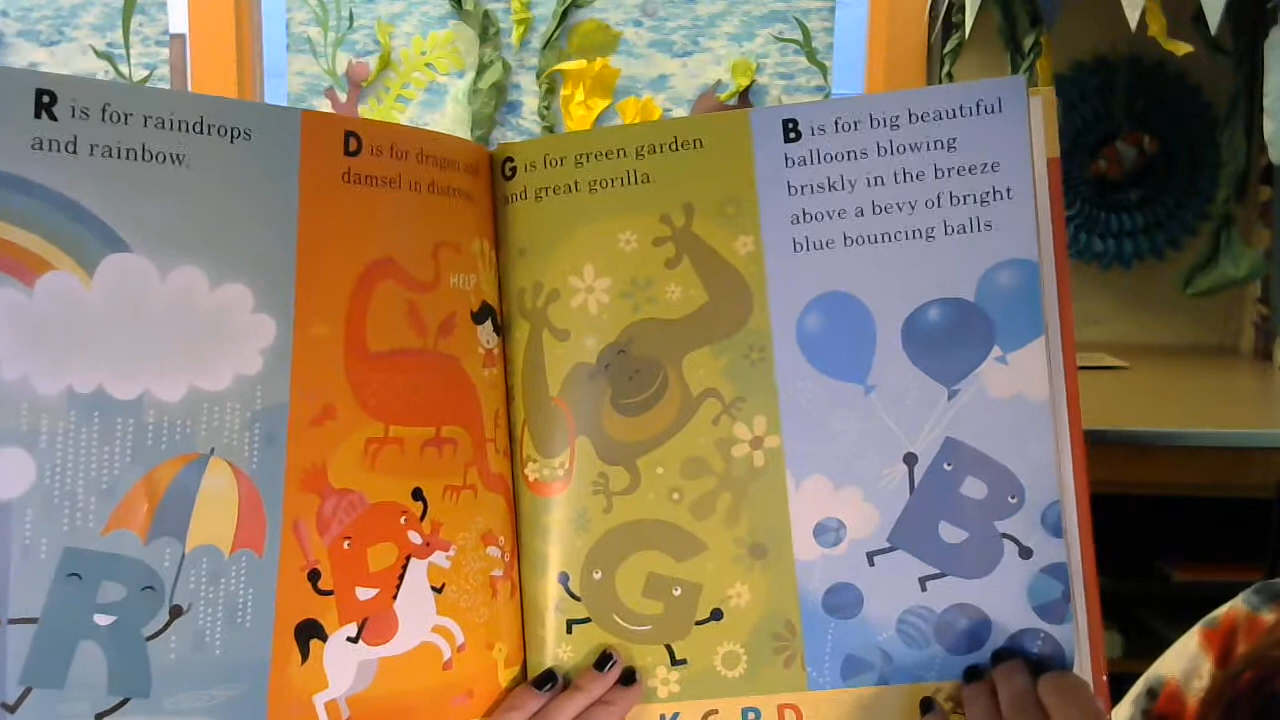 R is for raindrops
and rainbow.
D is for dragon and
damsel in distress.
HELP
G is for green garden
and great gorilla.
B is for big beautiful
balloons blowing
briskly in the breeze
above a bevy of bright
blue bouncing balls.
R
D
G
B
K G B D